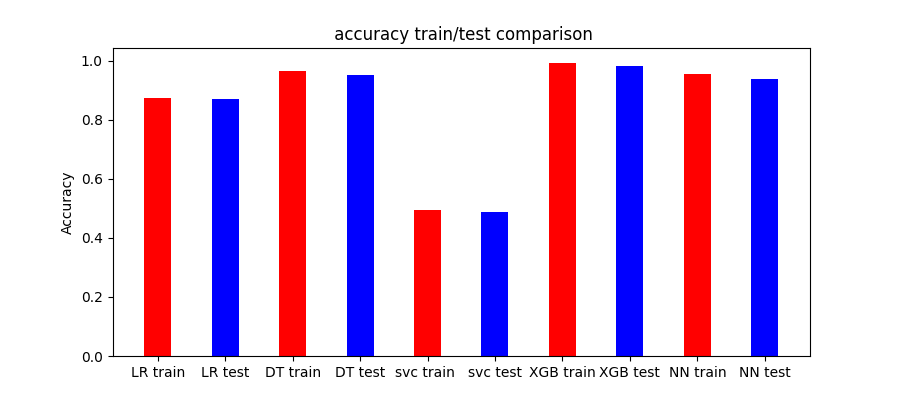 accuracy train/test comparison
Accuracy
1.0
0.8
0.6
0.4
0.2
0.0
LR train LR test DT train DT test svc train svc test XGB train XGB test NN train NN test